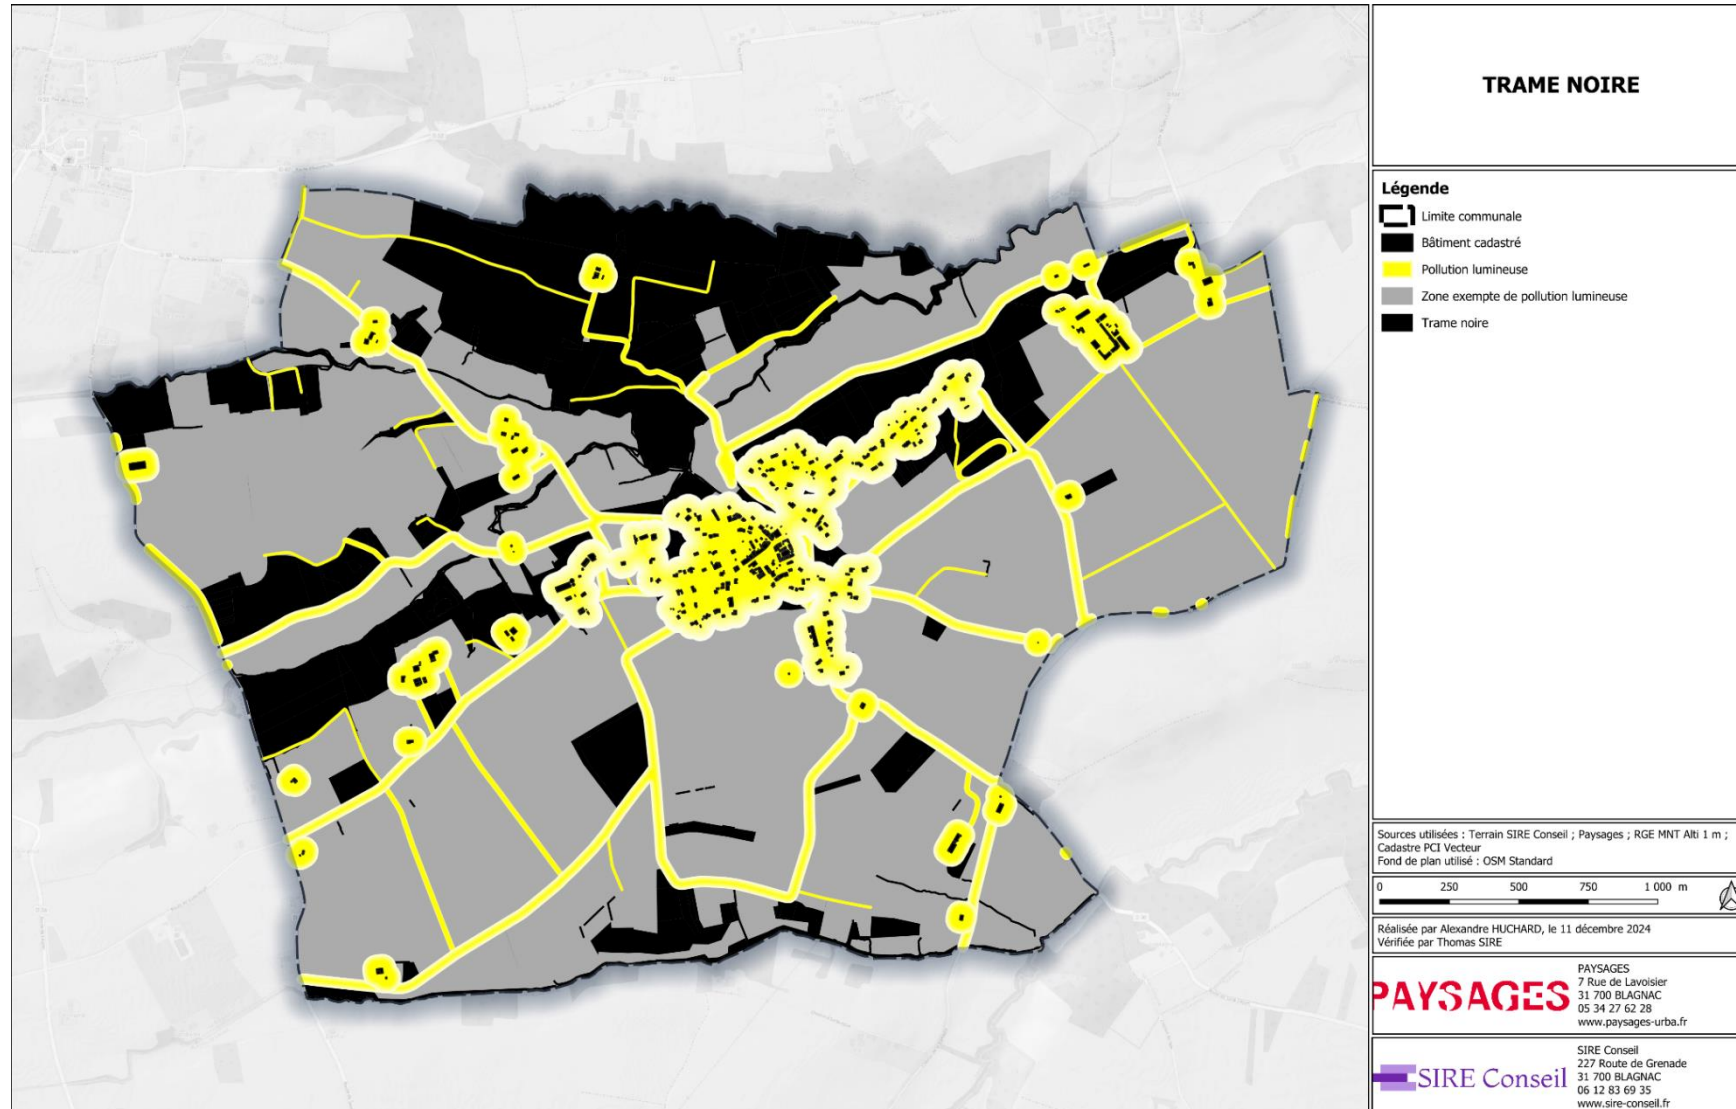 TRAME NOIRE
Légende
Limite communale
Bâtiment cadastré
Pollution lumineuse
Zone exempte de pollution lumineuse
Trame noire
Sources utilisées : Terrain SIRE Conseil ; Paysages ; RGE MNT Alti 1 m ;
Cadastre PCI Vecteur
Fond de plan utilisé : OSM Standard
0 250 500 750 1 000 m
Réalisée par Alexandre HUCHARD, le 11 décembre 2024
Vérifiée par Thomas SIRE
PAYSAGES
PAYSAGES
7 Rue de Lavoisier
31 700 BLAGNAC
05 34 27 62 28
www.paysages-urba.fr
SIRE Conseil
SIRE Conseil
227 Route de Grenade
31 700 BLAGNAC
06 12 83 69 35
www.sire-conseil.fr